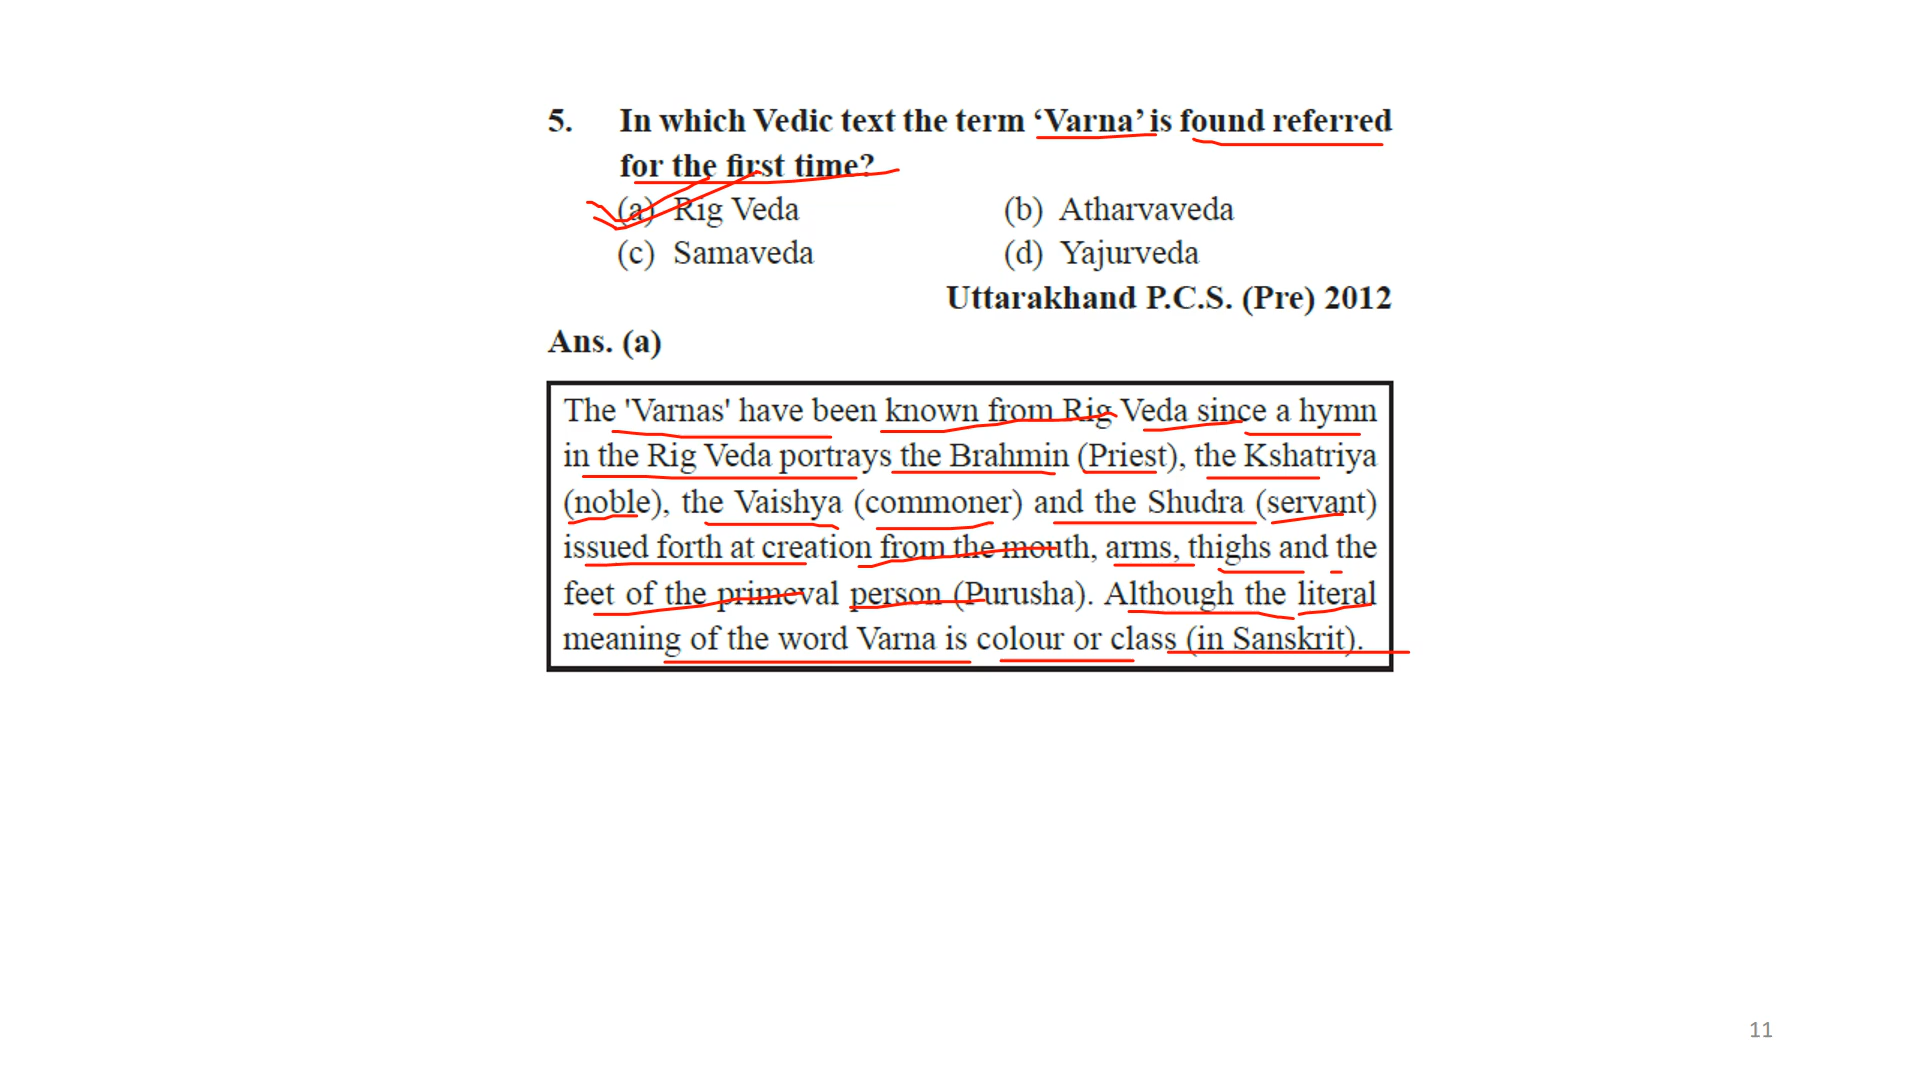 5. In which Vedic text the term ‘Varna’ is found referred
for the first time?
(a) Rig Veda (b) Atharvaveda
(c) Samaveda (d) Yajurveda
Uttarakhand P.C.S. (Pre) 2012
Ans. (a)
The 'Varnas' have been known from Rig Veda since a hymn
in the Rig Veda portrays the Brahmin (Priest), the Kshatriya
(noble), the Vaishya (commoner) and the Shudra (servant)
issued forth at creation from the mouth, arms, thighs and the
feet of the primeval person (Purusha). Although the literal
meaning of the word Varna is colour or class (in Sanskrit).
11